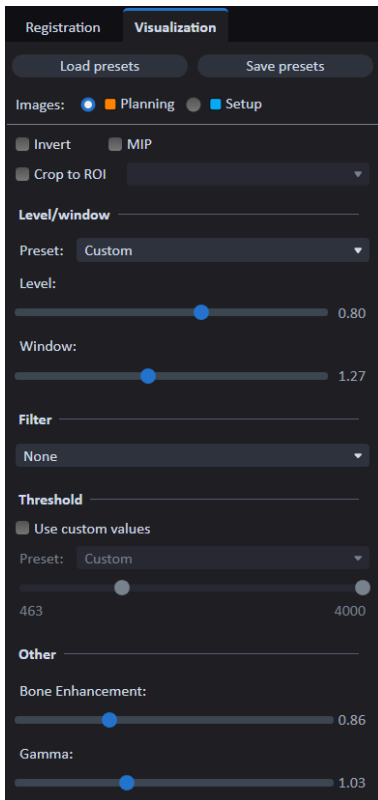 Registration Visualization
Load presets Save presets
Images: Planning Setup
Invert MIP
Crop to ROI
Level/window
Preset: Custom
Level:
0.80
Window:
1.27
Filter
None
Threshold
Use custom values
Preset: Custom
463 4000
Other
Bone Enhancement:
0.86
Gamma:
1.03